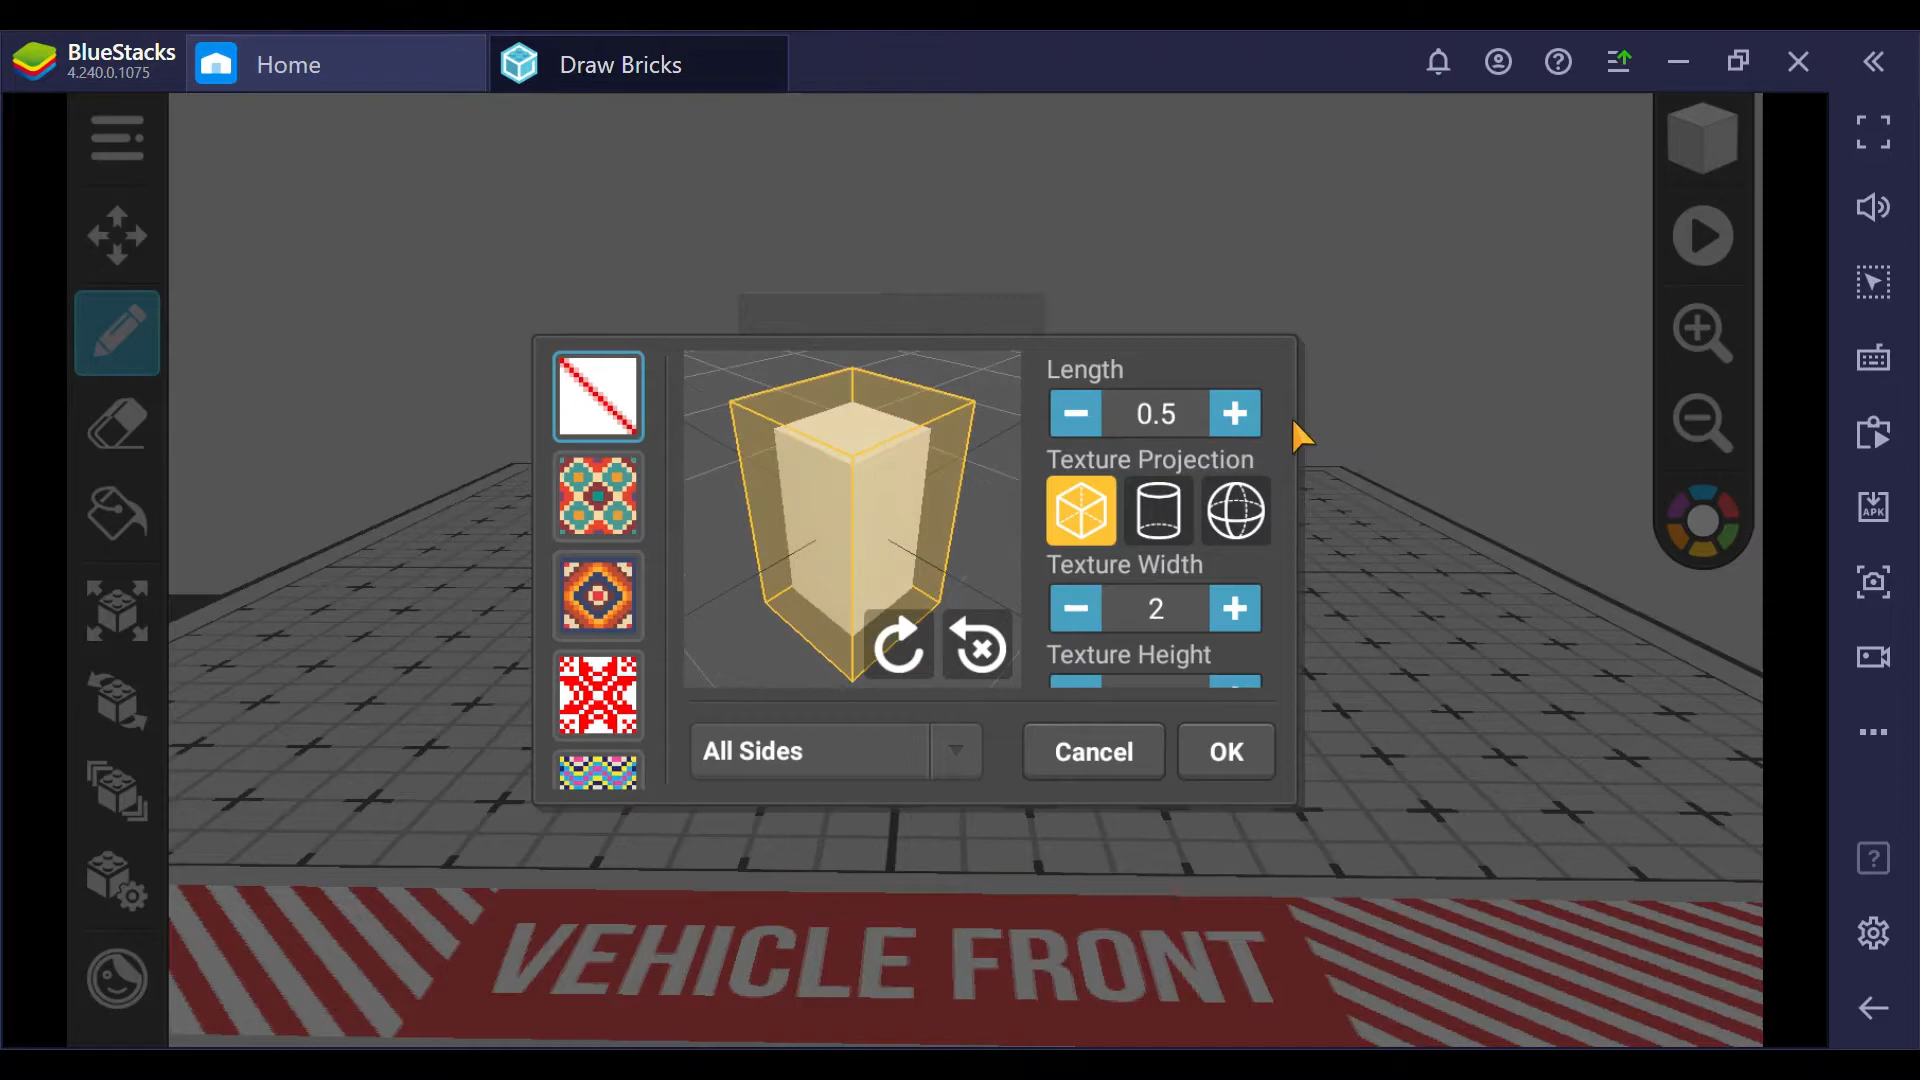 BlueStacks
4.240.0.1075
Home
Draw Bricks
Length
0.5
Texture Projection
Texture Width
2
Texture Height
All Sides
Cancel
OK
APK
VEHICLE FRONT